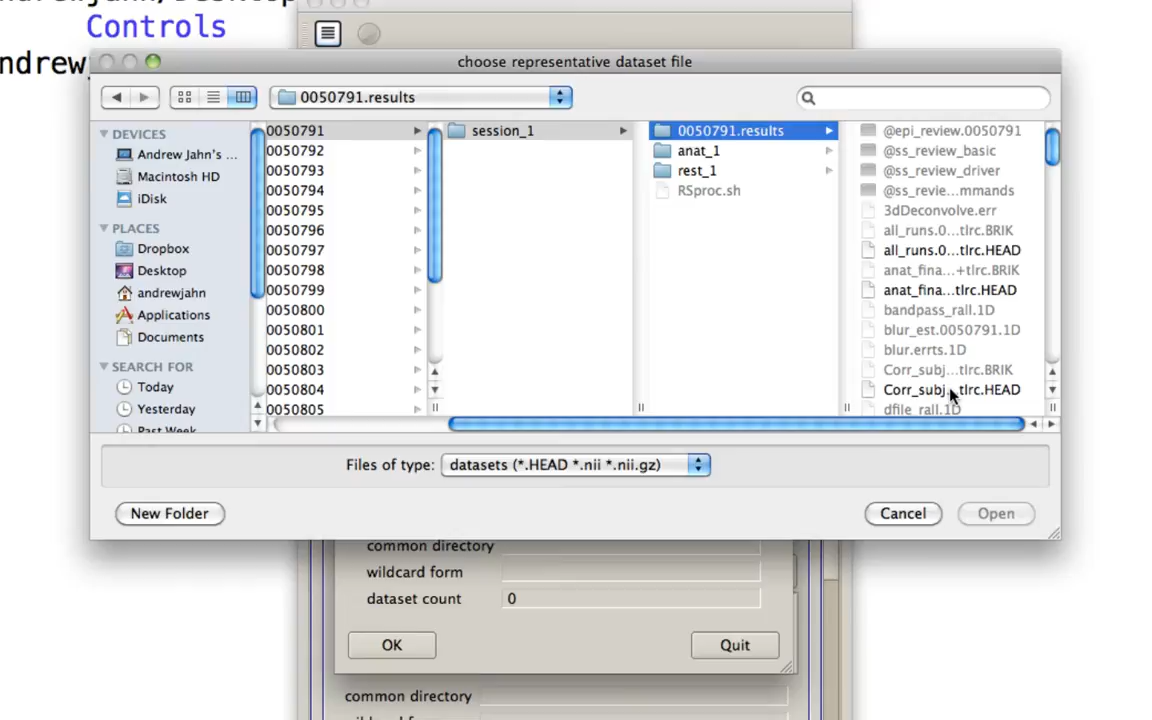 Controls
ndrew
choose representative dataset file
0050791.results
DEVICES
Andrew Jahn's ...
Macintosh HD
iDisk
PLACES
Dropbox
Desktop
andrewjahn
Applications
Documents
SEARCH FOR
Today
Yesterday
Past Week
0050791
0050792
0050793
0050794
0050795
0050796
0050797
0050798
0050799
0050800
0050801
0050802
0050803
0050804
0050805
session_1
0050791.results
anat_1
rest_1
RSproc.sh
@epi_review.0050791
@ss_review_basic
@ss_review_driver
@ss_revie...mmands
3dDeconvolve.err
all_runs.0...tlrc.BRIK
all_runs.0...tlrc.HEAD
anat_fina...+tlrc.BRIK
anat_fina...tlrc.HEAD
bandpass_rall.1D
blur_est.0050791.1D
blur.errts.1D
Corr_subj...tlrc.BRIK
Corr_subj...tlrc.HEAD
dfile_rall.1D
Files of type: datasets (*.HEAD *.nii *.nii.gz)
New Folder
Cancel
Open
common directory
wildcard form
dataset count 0
OK
Quit
common directory